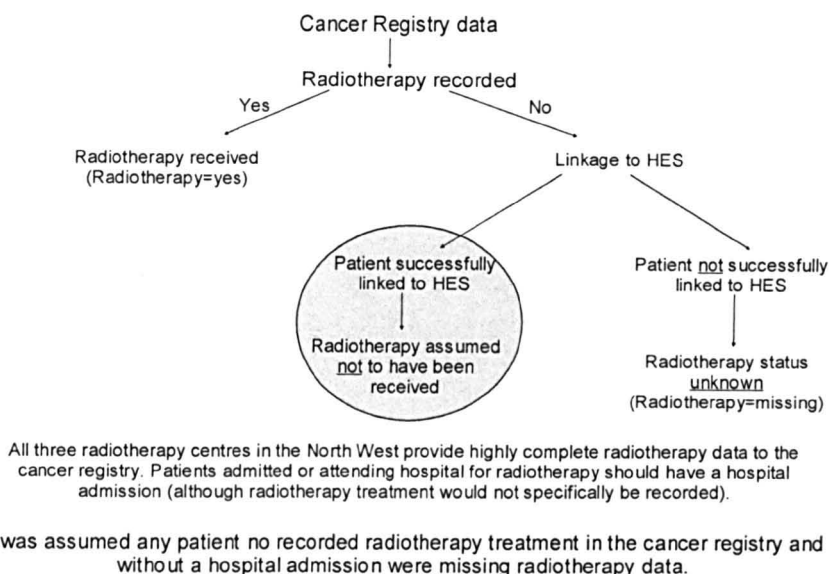 Cancer Registry data
Radiotherapy recorded
Yes
No
Radiotherapy received
(Radiotherapy=yes)
Linkage to HES
Patient successfully
linked to HES
Patient not successfully
linked to HES
Radiotherapy assumed
not to have been
received
Radiotherapy status
unknown
(Radiotherapy=missing)
All three radiotherapy centres in the North West provide highly complete radiotherapy data to the
cancer registry. Patients admitted or attending hospital for radiotherapy should have a hospital
admission (although radiotherapy treatment would not specifically be recorded).
was assumed any patient no recorded radiotherapy treatment in the cancer registry and
without a hospital admission were missing radiotherapy data.